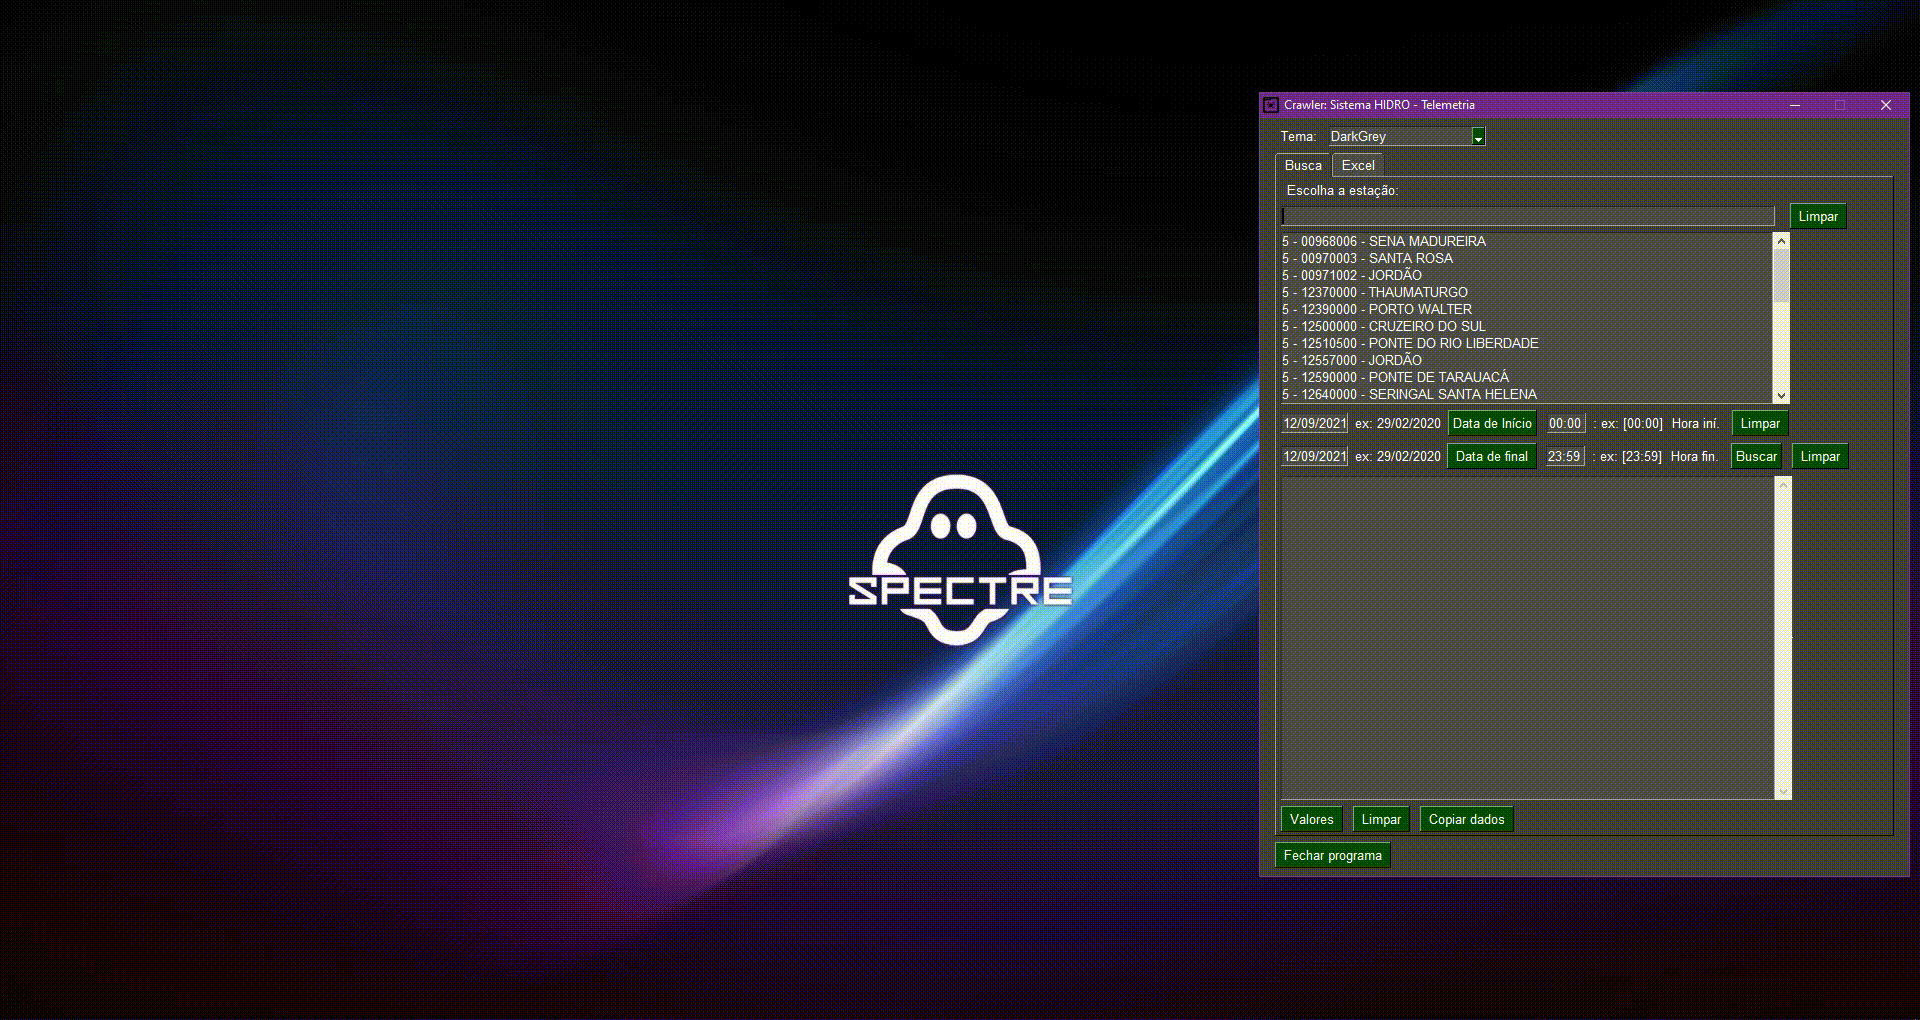 Crawler: Sistema HIDRO - Telemetria
Tema: DarkGrey
Busca Excel
Escolha a estação:
Limpar
5 - 00968006 - SENA MADUREIRA
5 - 00970003 - SANTA ROSA
5 - 00971002 - JORDÃO
5 - 12370000 - THAUMATURGO
5 - 12390000 - PORTO WALTER
5 - 12500000 - CRUZEIRO DO SUL
5 - 12510500 - PONTE DO RIO LIBERDADE
5 - 12557000 - JORDÃO
5 - 12590000 - PONTE DE TARAUACÁ
5 - 12640000 - SERINGAL SANTA HELENA
12/09/2021 ex: 29/02/2020 Data de Início 00:00 : ex: [00:00] Hora iní. Limpar
12/09/2021 ex: 29/02/2020 Data de final 23:59 : ex: [23:59] Hora fin. Buscar Limpar
SPECTRE
Valores Limpar Copiar dados
Fechar programa